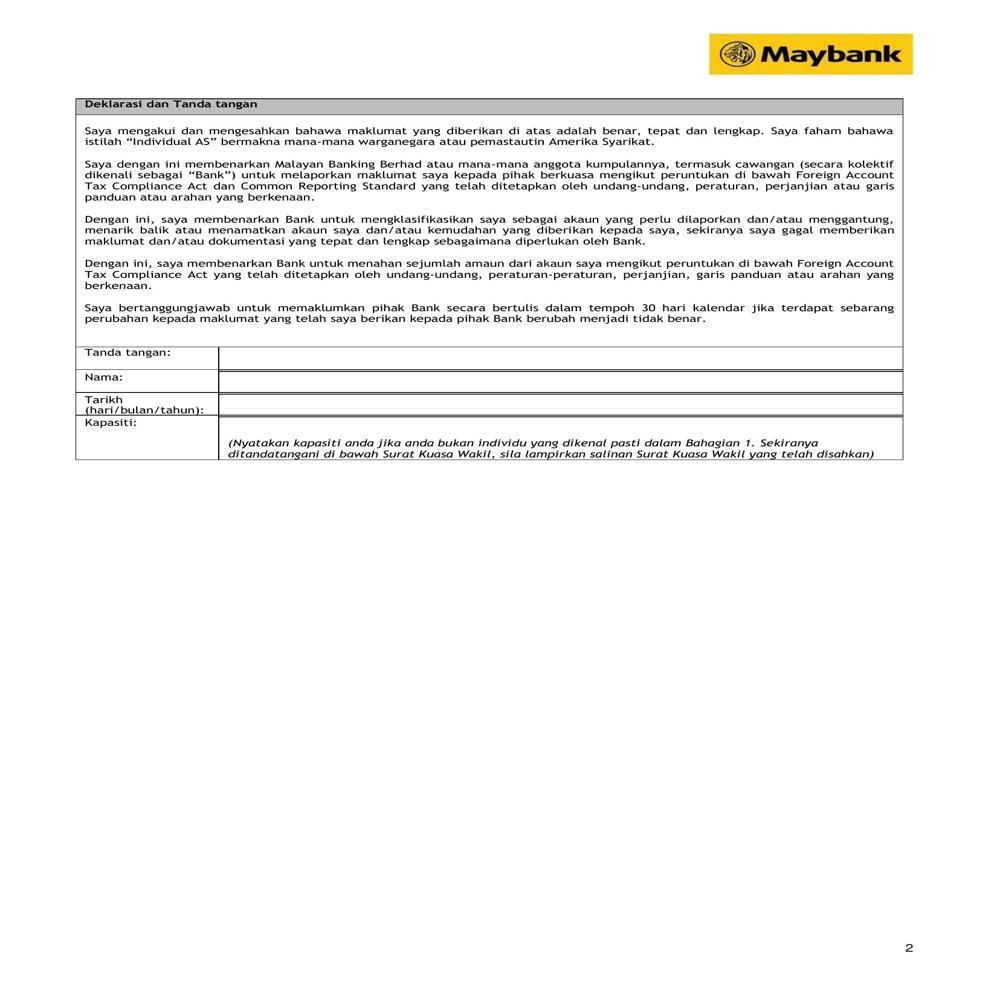 Maybank
Deklarasi dan Tanda tangan
Saya mengakui dan mengesahkan bahawa maklumat yang diberikan di atas adalah benar, tepat dan lengkap. Saya faham bahawa
istilah “Individual AS” bermakna mana-mana warganegara atau pemastautin Amerika Syarikat.
Saya dengan ini membenarkan Malayan Banking Berhad atau mana-mana anggota kumpulannya, termasuk cawangan (secara kolektif
dikenali sebagai “Bank”) untuk melaporkan maklumat saya kepada pihak berkuasa mengikut peruntukan di bawah Foreign Account
Tax Compliance Act dan Common Reporting Standard yang telah ditetapkan oleh undang-undang, peraturan, perjanjian atau garis
panduan atau arahan yang berkenaan.
Dengan ini, saya membenarkan Bank untuk mengklasifikasikan saya sebagai akaun yang perlu dilaporkan dan/atau menggantung,
menarik balik atau menamatkan akaun saya dan/atau kemudahan yang diberikan kepada saya, sekiranya saya gagal memberikan
maklumat dan/atau dokumentasi yang tepat dan lengkap sebagaimana diperlukan oleh Bank.
Dengan ini, saya membenarkan Bank untuk menahan sejumlah amaun dari akaun saya mengikut peruntukan di bawah Foreign Account
Tax Compliance Act yang telah ditetapkan oleh undang-undang, peraturan-peraturan, perjanjian, garis panduan atau arahan yang
berkenaan.
Saya bertanggungjawab untuk memaklumkan pihak Bank secara bertulis dalam tempoh 30 hari kalendar jika terdapat sebarang
perubahan kepada maklumat yang telah saya berikan kepada pihak Bank berubah menjadi tidak benar.
Tanda tangan:
Nama:
Tarikh
(hari/bulan/tahun):
Kapasiti:
(Nyatakan kapasiti anda jika anda bukan individu yang dikenal pasti dalam Bahagian 1. Sekiranya
ditandatangani di bawah Surat Kuasa Wakil, sila lampirkan salinan Surat Kuasa Wakil yang telah disahkan)
2